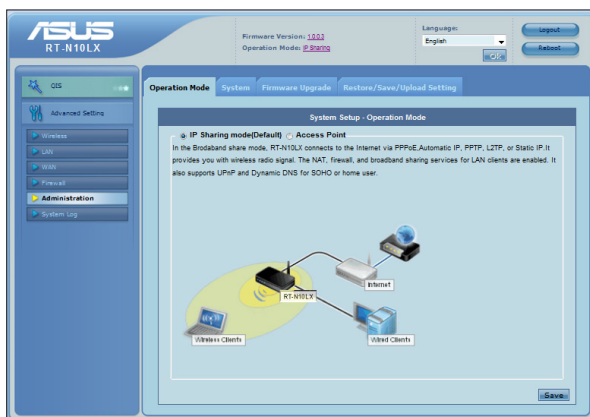 ASUS
RT-N10LX
Firmware Version: 1.0.0.2
Operation Mode: IP Sharing
Language:
English
OK
Logout
Reboot
QIS
Advanced Setting
Wireless
LAN
WAN
Firewall
Administration
System Log
Operation Mode System Firmware Upgrade Restore/Save/Upload Setting
System Setup - Operation Mode
IP Sharing mode(Default) Access Point
In the Brodaband share mode, RT-N10LX connects to the Internet via PPPoE,Automatic IP, PPTP, L2TP, or Static IP.It
provides you with wireless radio signal. The NAT, firewall, and broadband sharing services for LAN clients are enabled. It
also supports UPnP and Dynamic DNS for SOHO or home user.
Internet
RT-N10LX
Wireless Clients
Wired Clients
Save